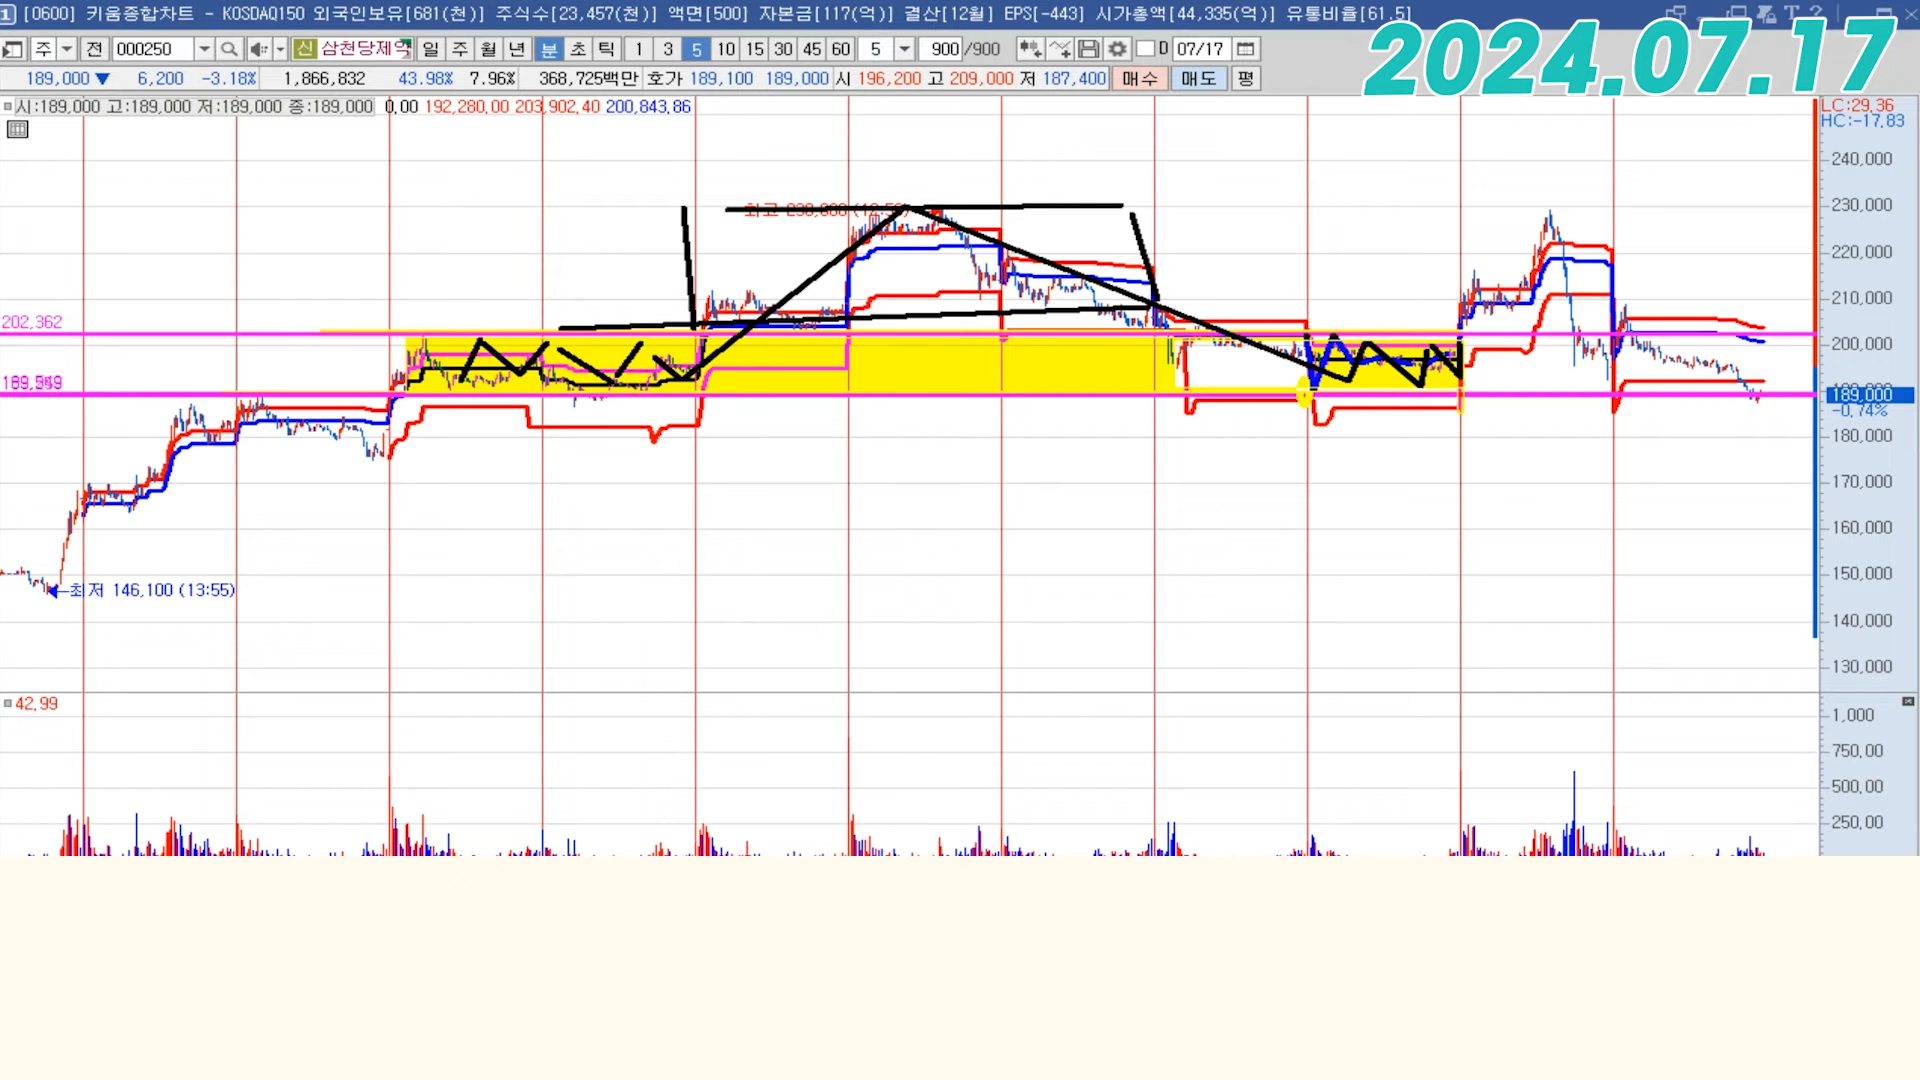 [0600] 키움종합차트 - KOSDAQ150 외국인보유[681(천)] 주식수[23,457(천)] 액면[500] 자본금[117(억)] 결산[12월] EPS[-443] 시가총액[44,335(억)] 유통비율[61.5]
2024.07.17
주 전 000250 신 삼천당제약 일 주 월 년 분 초 틱 1 3 5 10 15 30 45 60 5 900 /900 D 07/17
189,000 ▼ 6,200 -3.18% 1,866,832 43.98% 7.96% 368,725백만 호가 189,100 189,000 시 196,200 고 209,000 저 187,400 매수 매도 평
시:189,000 고:189,000 저:189,000 종:189,000 0.00 192,280.00 203,902.40 200,843.86
LC:29.36
HC:-17.83
240,000
230,000
220,000
210,000
202,362
200,000
189,000
-0.74%
180,000
170,000
160,000
150,000
최저 146,100 (13:55)
140,000
130,000
42.99
1,000
750.00
500.00
250.00